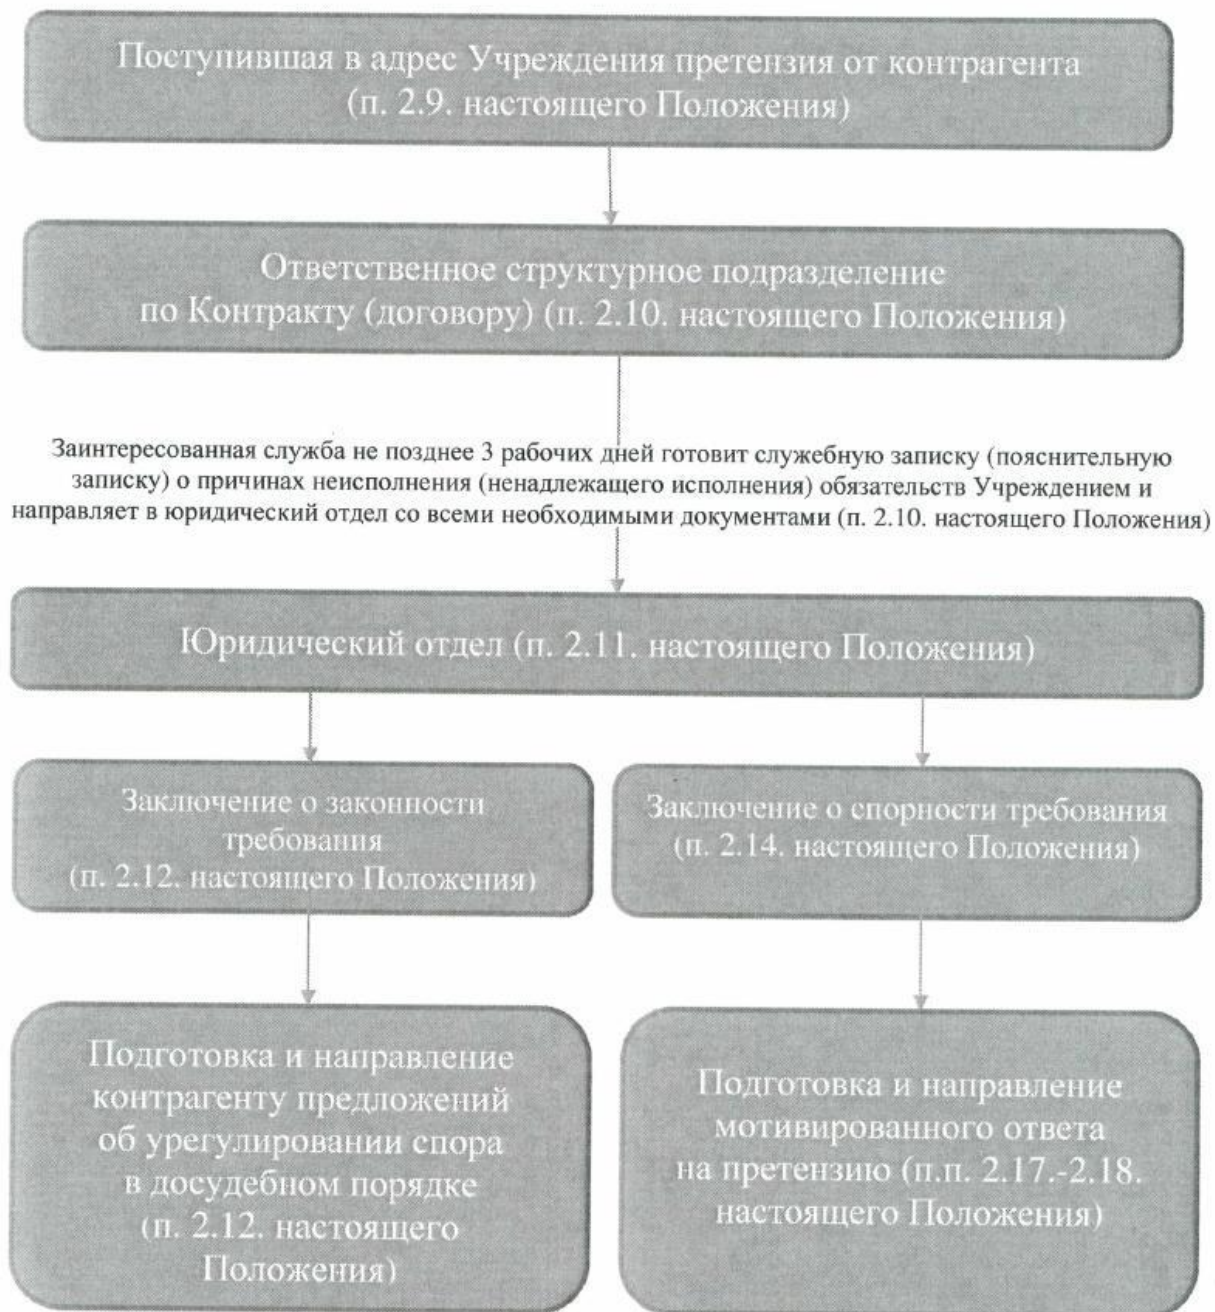 Поступившая в адрес Учреждения претензия от контрагента
(п. 2.9. настоящего Положения)
Ответственное структурное подразделение
по Контракту (договору) (п. 2.10. настоящего Положения)
Заинтересованная служба не позднее 3 рабочих дней готовит служебную записку (пояснительную
записку) о причинах неисполнения (ненадлежащего исполнения) обязательств Учреждением и
направляет в юридический отдел со всеми необходимыми документами (п. 2.10. настоящего Положения)
Юридический отдел (п. 2.11. настоящего Положения)
Заключение о законности
требования
(п. 2.12. настоящего Положения)
Заключение о спорности требования
(п. 2.14. настоящего Положения)
Подготовка и направление
контрагенту предложений
об урегулировании спора
в досудебном порядке
(п. 2.12. настоящего
Положения)
Подготовка и направление
мотивированного ответа
на претензию (п.п. 2.17.-2.18.
настоящего Положения)